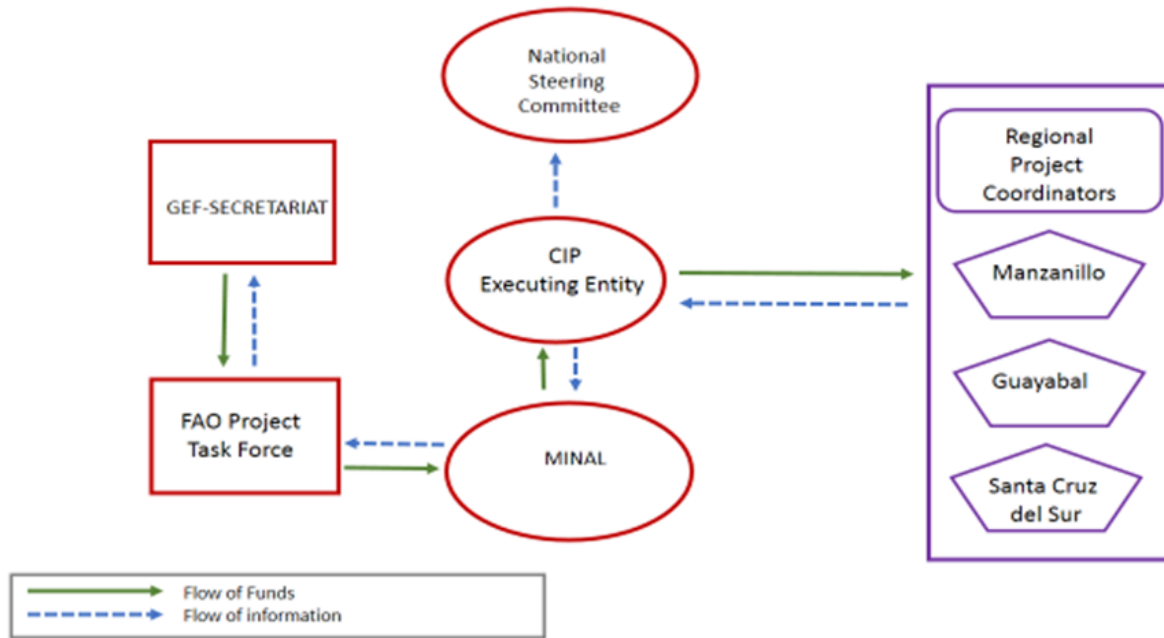 National
Steering
Committee
GEF-SECRETARIAT
Regional
Project
Coordinators
CIP
Executing Entity
Manzanillo
Guayabal
FAO Project
Task Force
MINAL
Santa Cruz
del Sur
Flow of Funds
Flow of information